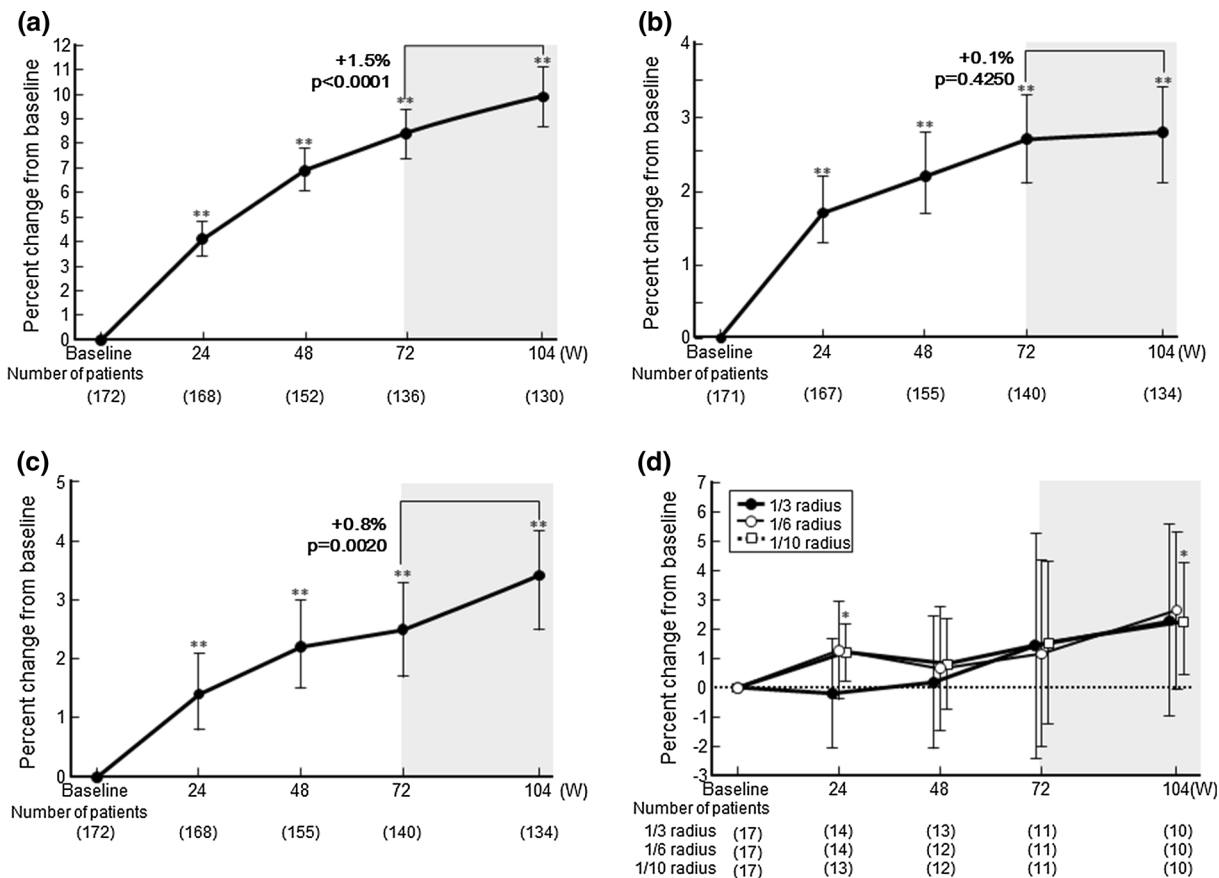 (a)
Percent change from baseline
12
11
10
9
8
7
6
5
4
3
2
1
0
+1.5%
p<0.0001
**
**
**
**
Baseline 24 48 72 104 (W)
Number of patients
(172) (168) (152) (136) (130)
(b)
Percent change from baseline
4
3
2
1
0
+0.1%
p=0.4250
**
**
**
**
Baseline 24 48 72 104 (W)
Number of patients
(171) (167) (155) (140) (134)
(c)
Percent change from baseline
5
4
3
2
1
0
+0.8%
p=0.0020
**
**
**
**
Baseline 24 48 72 104 (W)
Number of patients
(172) (168) (155) (140) (134)
(d)
Percent change from baseline
7
6
5
4
3
2
1
0
-1
-2
-3
1/3 radius
1/6 radius
1/10 radius
*
*
Baseline 24 48 72 104(W)
Number of patients
1/3 radius (17) (14) (13) (11) (10)
1/6 radius (17) (14) (12) (11) (10)
1/10 radius (17) (13) (12) (11) (10)